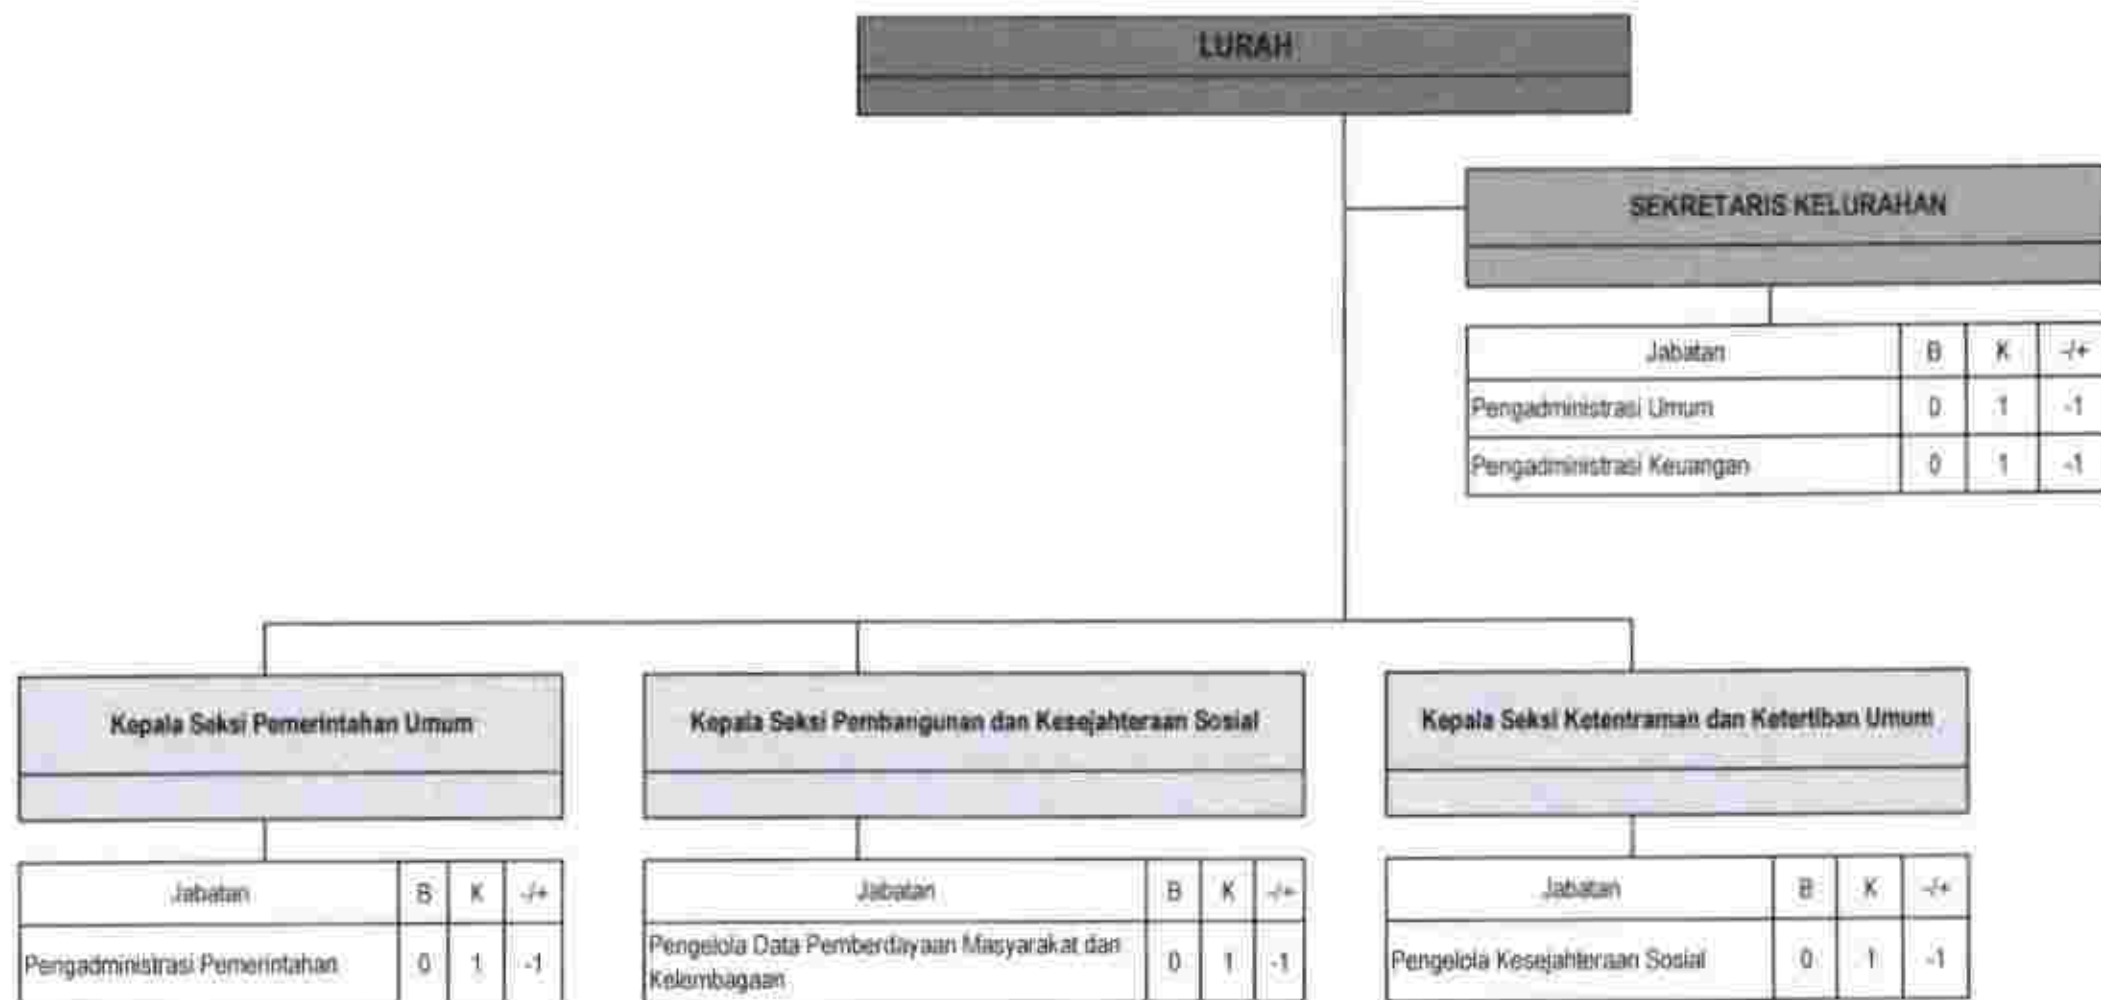 LURAH
SEKRETARIS KELURAHAN
Jabatan B K -/+
Pengadministrasi Umum 0 1 -1
Pengadministrasi Keuangan 0 1 -1
Kepala Seksi Pemerintahan Umum
Kepala Seksi Pembangunan dan Kesejahteraan Sosial
Kepala Seksi Ketentraman dan Ketertiban Umum
Jabatan B K -/+
Pengadministrasi Pemerintahan 0 1 -1
Jabatan B K -/+
Pengelola Data Pemberdayaan Masyarakat dan
Kelembagaan 0 1 -1
Jabatan B K -/+
Pengelola Kesejahteraan Sosial 0 1 -1